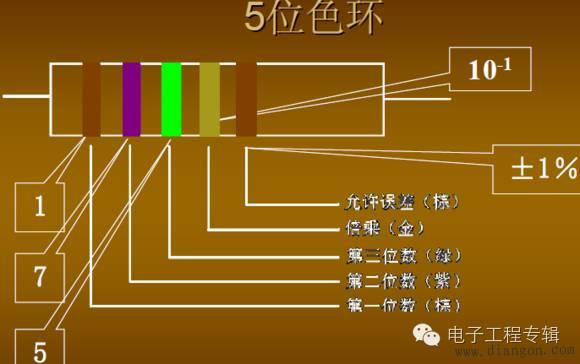 5位色环
10-1
±1%
1
允许误差（棕）
倍乘（金）
7
第三位数（绿）
第二位数（紫）
第一位数（棕）
5
电子工程专辑
www.diangon.com